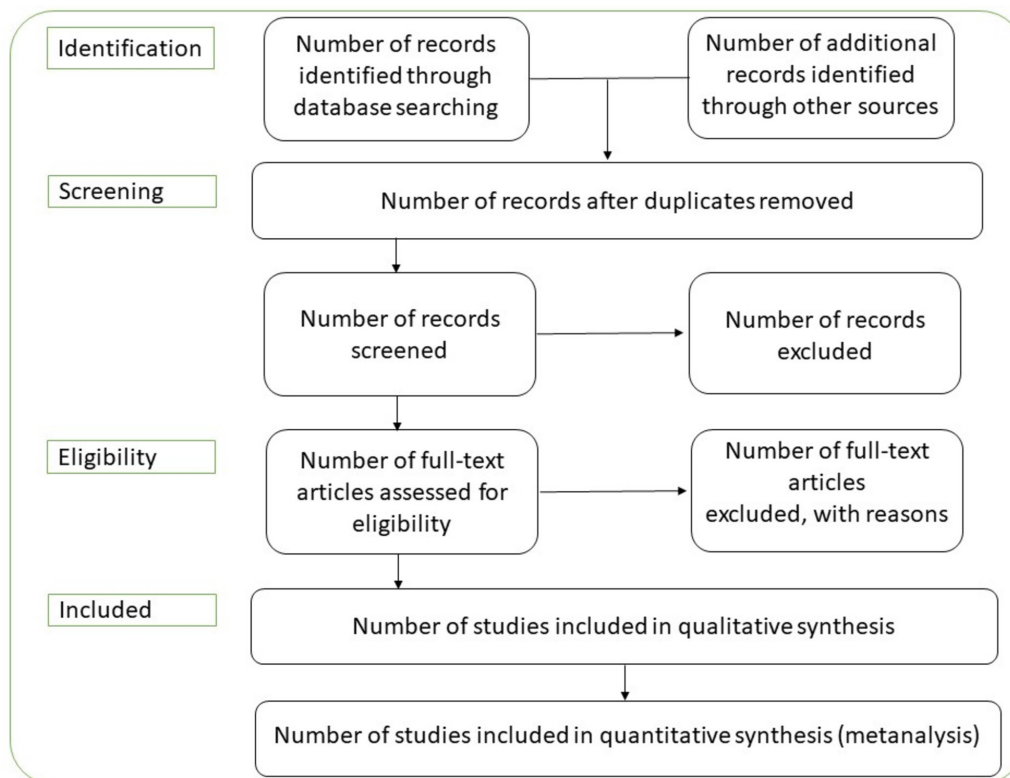 Identification
Number of records
identified through
database searching
Number of additional
records identified
through other sources
Screening
Number of records after duplicates removed
Number of records
screened
Number of records
excluded
Eligibility
Number of full-text
articles assessed for
eligibility
Number of full-text
articles
excluded, with reasons
Included
Number of studies included in qualitative synthesis
Number of studies included in quantitative synthesis (metanalysis)